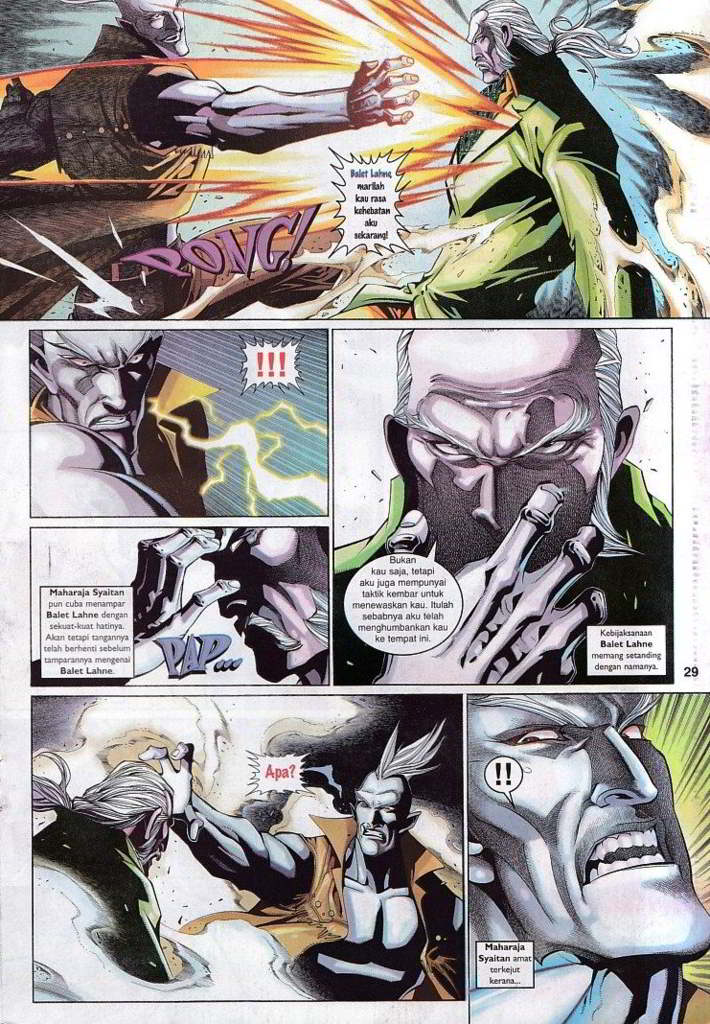 Balet Lahne,
marilah
kau rasa
kehebatan
aku
sekarang!
PONG!
!!!
Bukan
kau saja, tetapi
aku juga mempunyai
taktik kembar untuk
menewaskan kau. Itulah
sebabnya aku telah
menghumbankan kau
ke tempat ini.
Kebijaksanaan
Balet Lahne
memang setanding
dengan namanya.
Maharaja Syaitan
pun cuba menampar
Balet Lahne dengan
sekuat-kuat hatinya.
Akan tetapi tangannya
telah berhenti sebelum
tamparannya mengenai
Balet Lahne.
PAP...
29
Apa?
!!
Maharaja
Syaitan amat
terkejut
kerana...